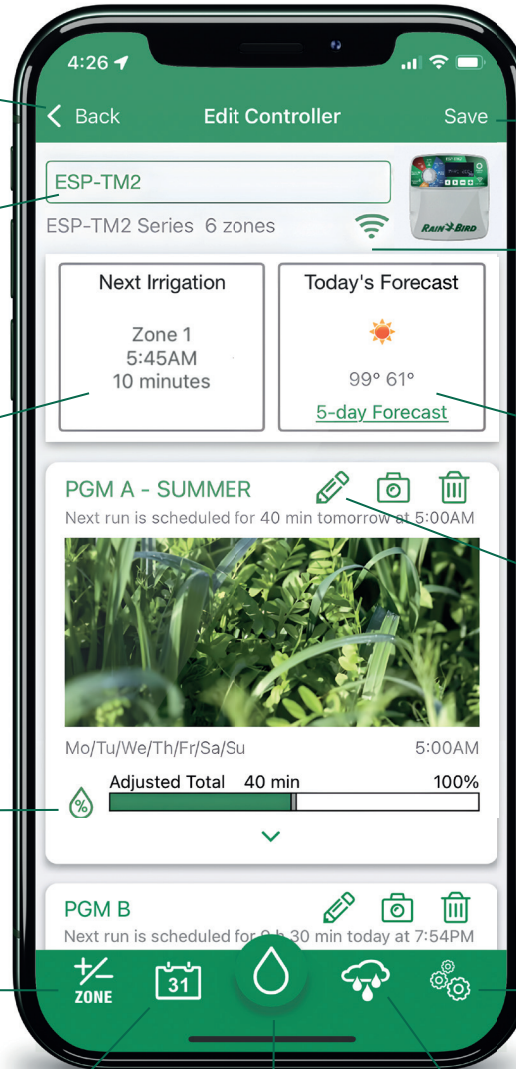 4:26
Back Edit Controller Save
ESP-TM2
ESP-TM2 Series 6 zones
RAIN BIRD
Next Irrigation
Zone 1
5:45AM
10 minutes
Today's Forecast
99° 61°
5-day Forecast
PGM A - SUMMER
Next run is scheduled for 40 min tomorrow at 5:00AM
Mo/Tu/We/Th/Fr/Sa/Su 5:00AM
%
Adjusted Total 40 min 100%
PGM B
Next run is scheduled for 30 min today at 7:54PM
+/-
ZONE
31